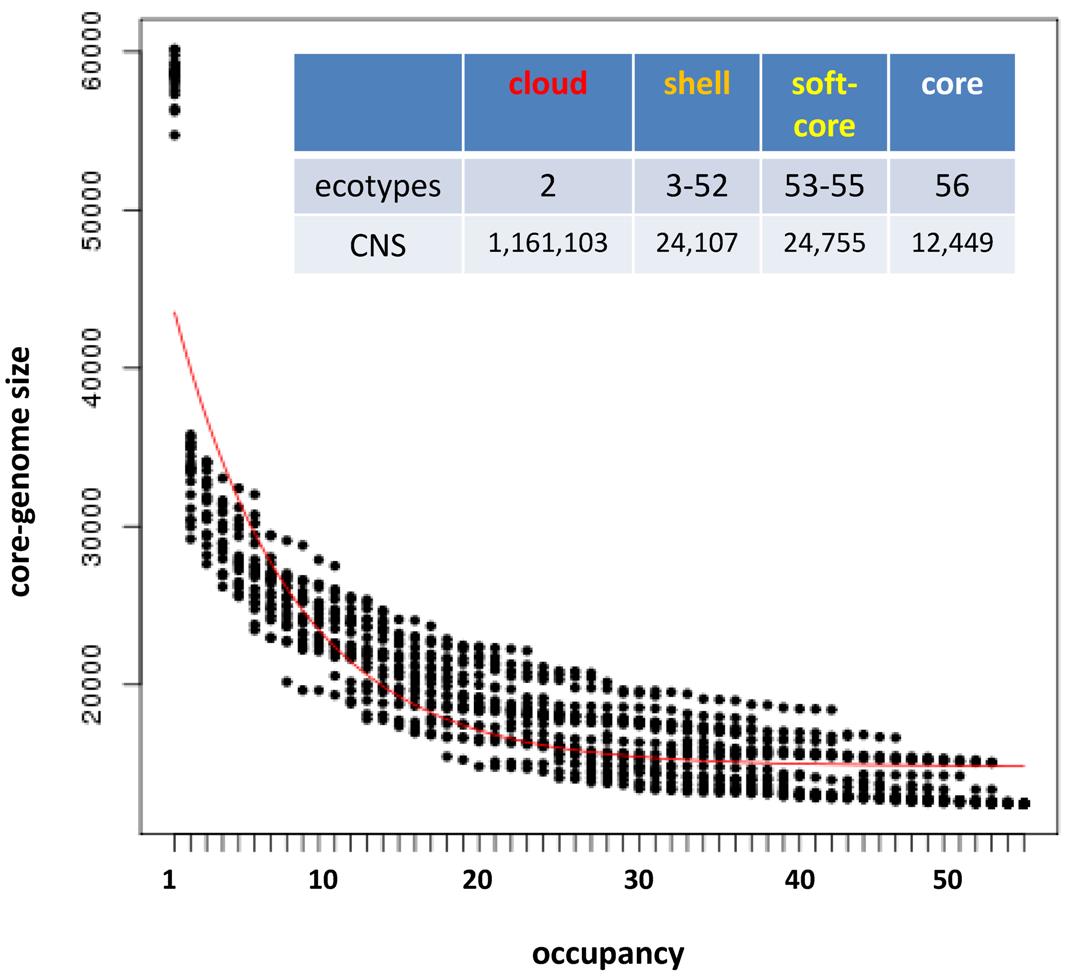 60000
50000
40000
30000
20000
core-genome size
cloud shell soft- core
core
ecotypes 2 3-52 53-55 56
CNS 1,161,103 24,107 24,755 12,449
1 10 20 30 40 50
occupancy